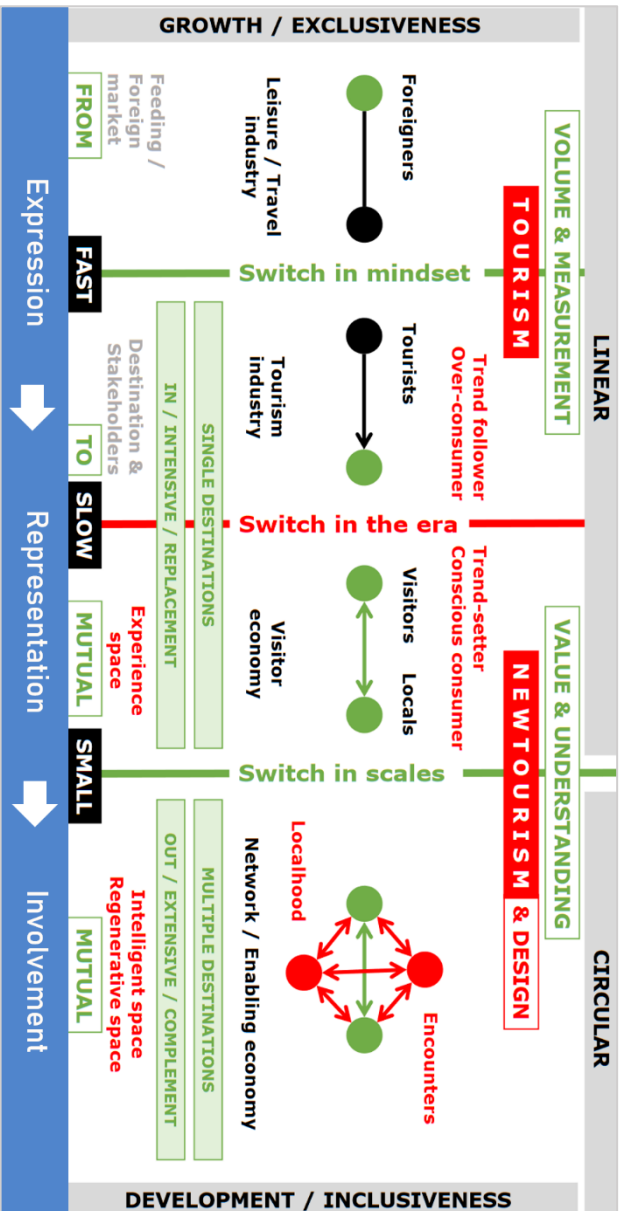 GROWTH / EXCLUSIVENESS
LINEAR
CIRCULAR
VOLUME & MEASUREMENT
VALUE & UNDERSTANDING
TOURISM
NEWTOURISM & DESIGN
Trend follower
Over-consumer
Trend-setter
Conscious consumer
Foreigners
Tourists
Visitors
Locals
Encounters
Localhood
Switch in mindset
Switch in the era
Switch in scales
Leisure / Travel
industry
Tourism
industry
Visitor
economy
Network / Enabling economy
SINGLE DESTINATIONS
MULTIPLE DESTINATIONS
IN / INTENSIVE / REPLACEMENT
OUT / EXTENSIVE / COMPLEMENT
Feeding /
Foreign
market
Destination &
Stakeholders
Experience
space
Intelligent space
Regenerative space
FROM
FAST
TO
SLOW
MUTUAL
SMALL
MUTUAL
Expression
Representation
Involvement
DEVELOPMENT / INCLUSIVENESS